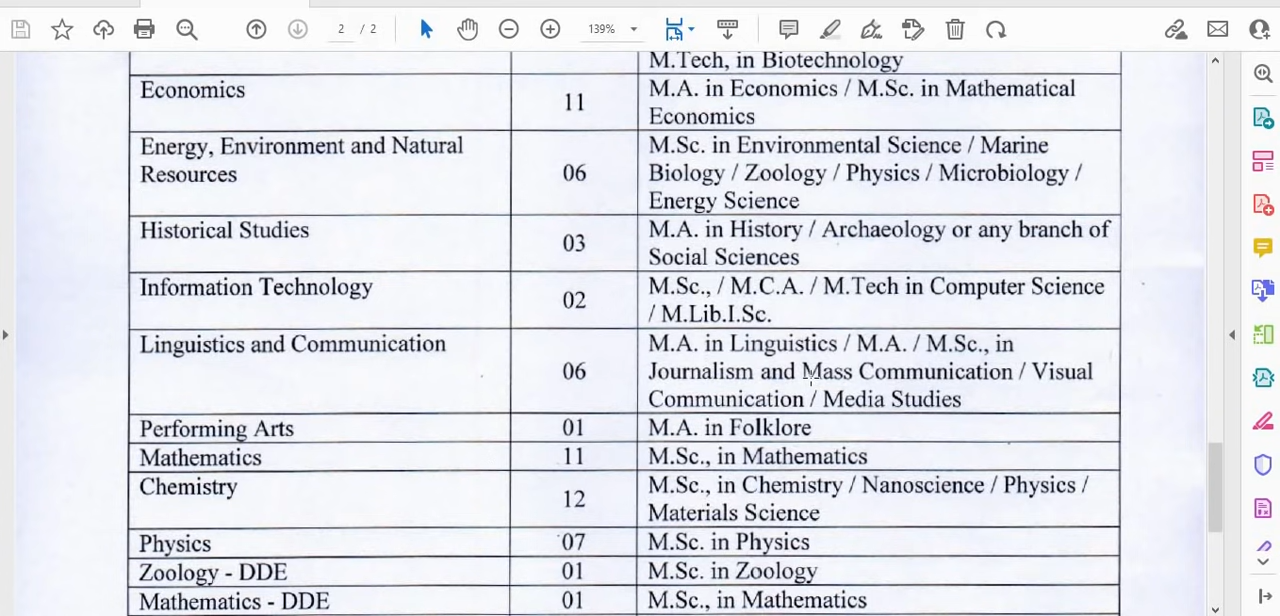 2 / 2
139%
M.Tech, in Biotechnology
Economics
11
M.A. in Economics / M.Sc. in Mathematical
Economics
Energy, Environment and Natural
Resources
06
M.Sc. in Environmental Science / Marine
Biology / Zoology / Physics / Microbiology /
Energy Science
Historical Studies
03
M.A. in History / Archaeology or any branch of
Social Sciences
Information Technology
02
M.Sc., / M.C.A. / M.Tech in Computer Science
/ M.Lib.I.Sc.
Linguistics and Communication
06
M.A. in Linguistics / M.A. / M.Sc., in
Journalism and Mass Communication / Visual
Communication / Media Studies
Performing Arts
01
M.A. in Folklore
Mathematics
11
M.Sc., in Mathematics
Chemistry
12
M.Sc., in Chemistry / Nanoscience / Physics /
Materials Science
Physics
07
M.Sc. in Physics
Zoology - DDE
01
M.Sc. in Zoology
Mathematics - DDE
01
M.Sc., in Mathematics